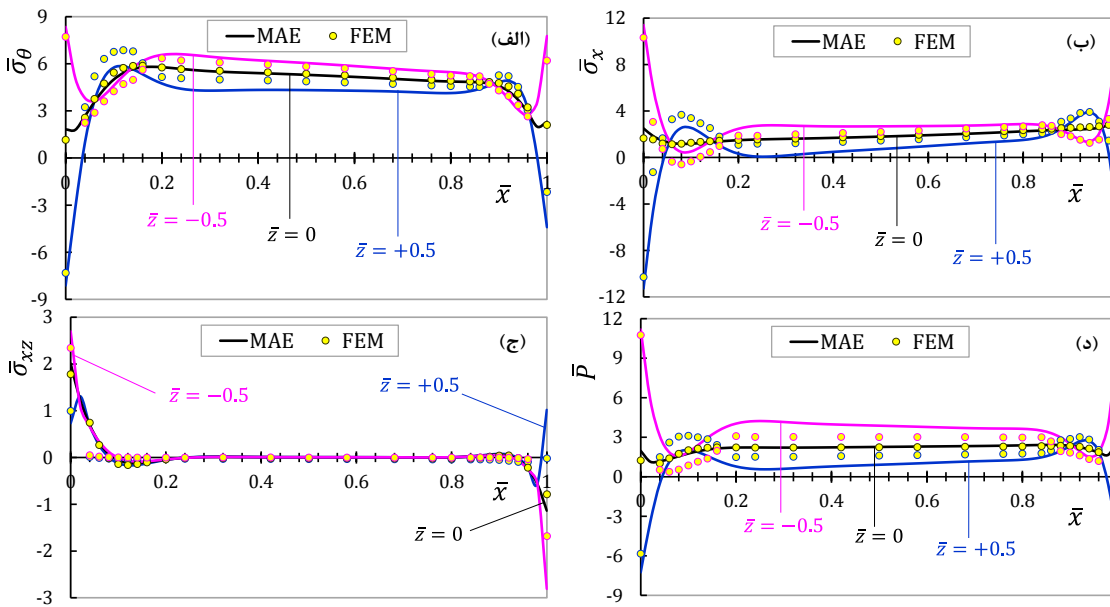 σ̄θ
9
6
3
0
-3
-6
-9
MAE FEM
(الف)
0 0.2 0.4 0.6 0.8 1
x̄
z̄ = −0.5
z̄ = 0
z̄ = +0.5
σ̄x
12
8
4
0
-4
-8
-12
MAE FEM
(ب)
0 0.2 0.4 0.6 0.8
x̄
z̄ = −0.5
z̄ = 0
z̄ = +0.5
σ̄xz
3
2
1
0
-1
-2
-3
MAE FEM
(ج)
z̄ = −0.5
z̄ = +0.5
0.2 0.4 0.6 0.8 1
x̄
z̄ = 0
P̄
12
9
6
3
0
-3
-6
-9
MAE FEM
(د)
0 0.2 0.4 0.6 0.8
x̄
z̄ = −0.5
z̄ = 0
z̄ = +0.5